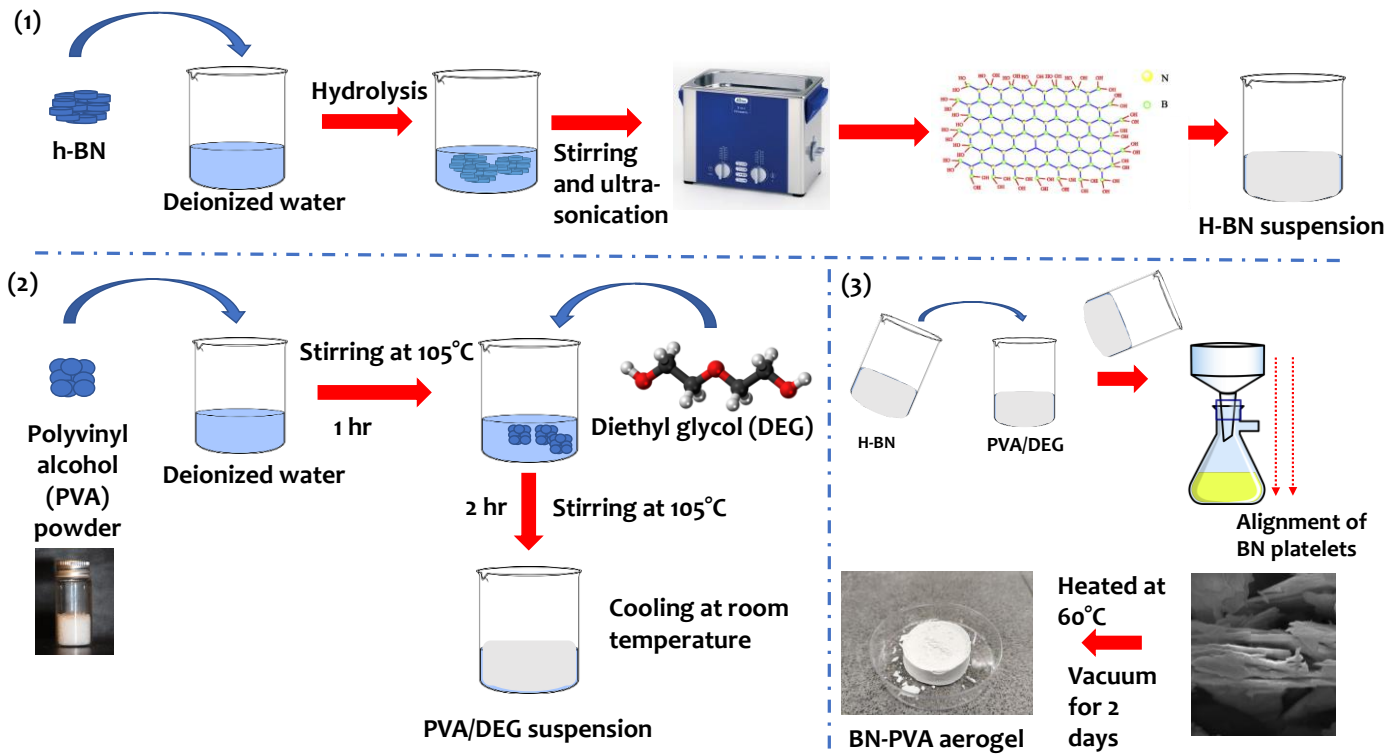 (1)
h-BN
Deionized water
Hydrolysis
Stirring
and ultra-
sonication
N
B
H-BN suspension
(2)
Polyvinyl
alcohol
(PVA)
powder
Deionized water
Stirring at 105°C
1 hr
Diethyl glycol (DEG)
2 hr
Stirring at 105°C
Cooling at room
temperature
PVA/DEG suspension
(3)
H-BN
PVA/DEG
Alignment of
BN platelets
Heated at
60°C
Vacuum
for 2
days
BN-PVA aerogel